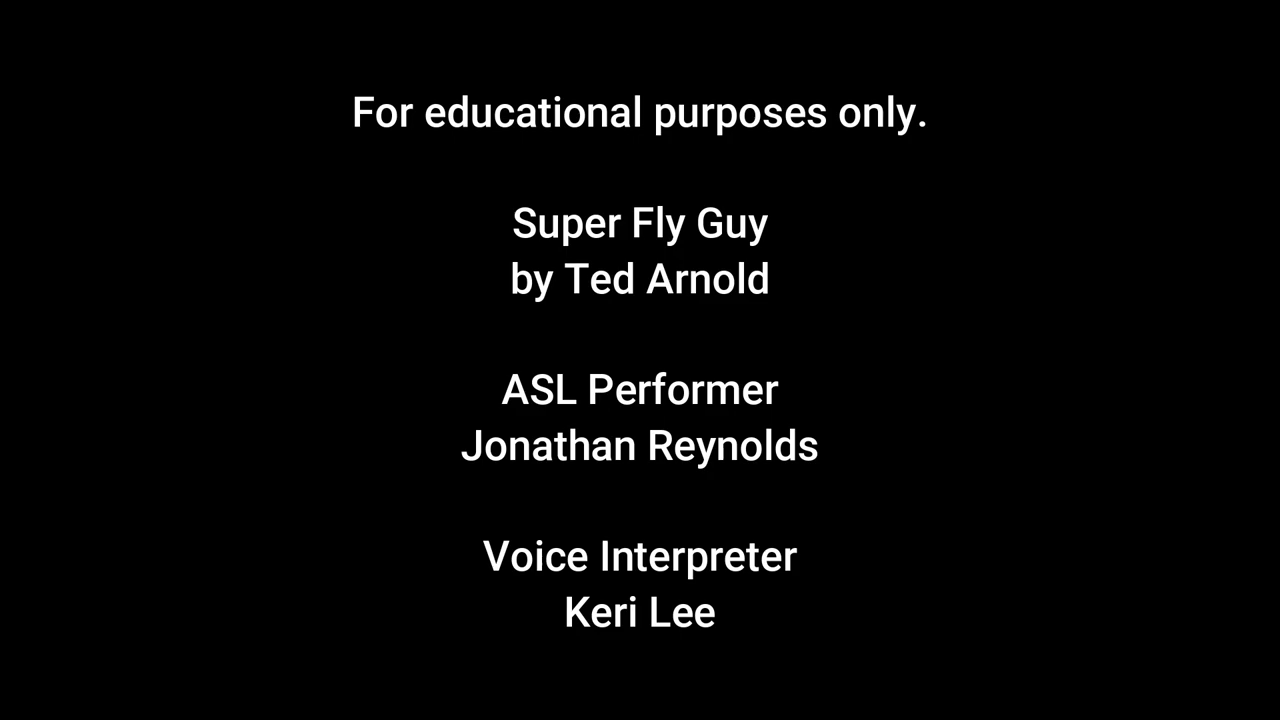 For educational purposes only.
Super Fly Guy
by Ted Arnold
ASL Performer
Jonathan Reynolds
Voice Interpreter
Keri Lee